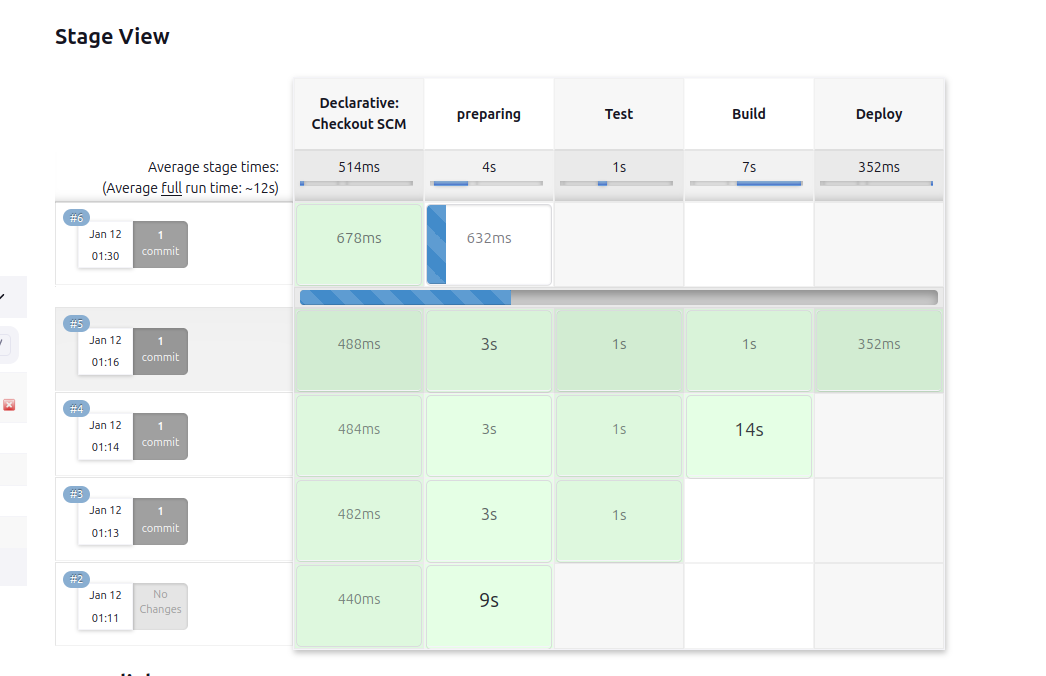 Stage View
Declarative:
Checkout SCM
preparing
Test
Build
Deploy
Average stage times:
(Average full run time: ~12s)
514ms
4s
1s
7s
352ms
#6
Jan 12
01:30
1
commit
678ms
632ms
#5
Jan 12
01:16
1
commit
488ms
3s
1s
1s
352ms
#4
Jan 12
01:14
1
commit
484ms
3s
1s
14s
#3
Jan 12
01:13
1
commit
482ms
3s
1s
#2
Jan 12
01:11
No
Changes
440ms
9s